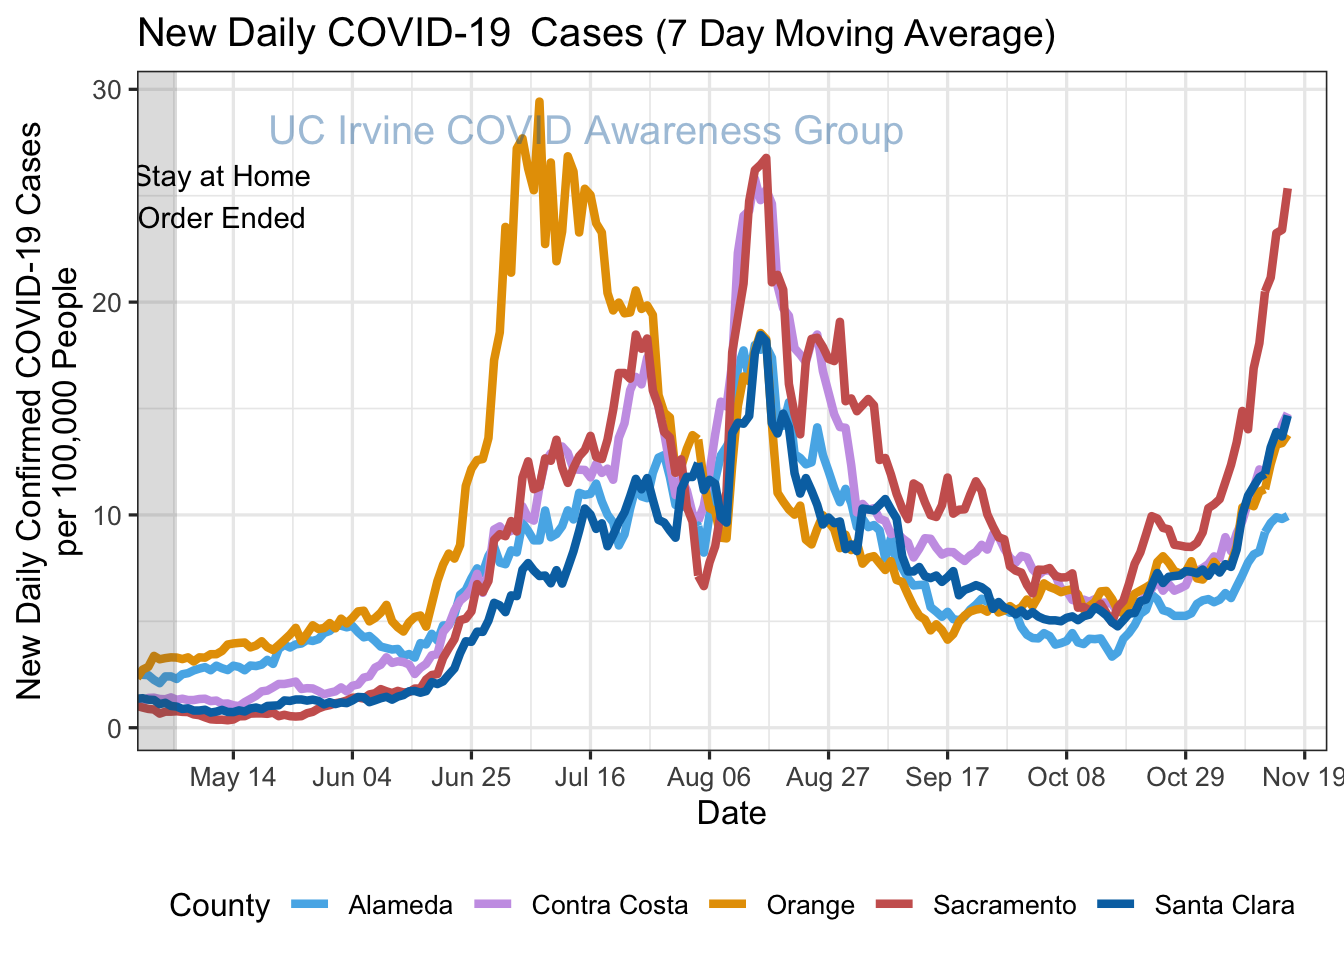 New Daily COVID-19 Cases (7 Day Moving Average)
UC Irvine COVID Awareness Group
Stay at Home
Order Ended
New Daily Confirmed COVID-19 Cases
per 100,000 People
30
20
10
0
May 14 Jun 04 Jun 25 Jul 16 Aug 06 Aug 27 Sep 17 Oct 08 Oct 29 Nov 19
Date
County Alameda Contra Costa Orange Sacramento Santa Clara